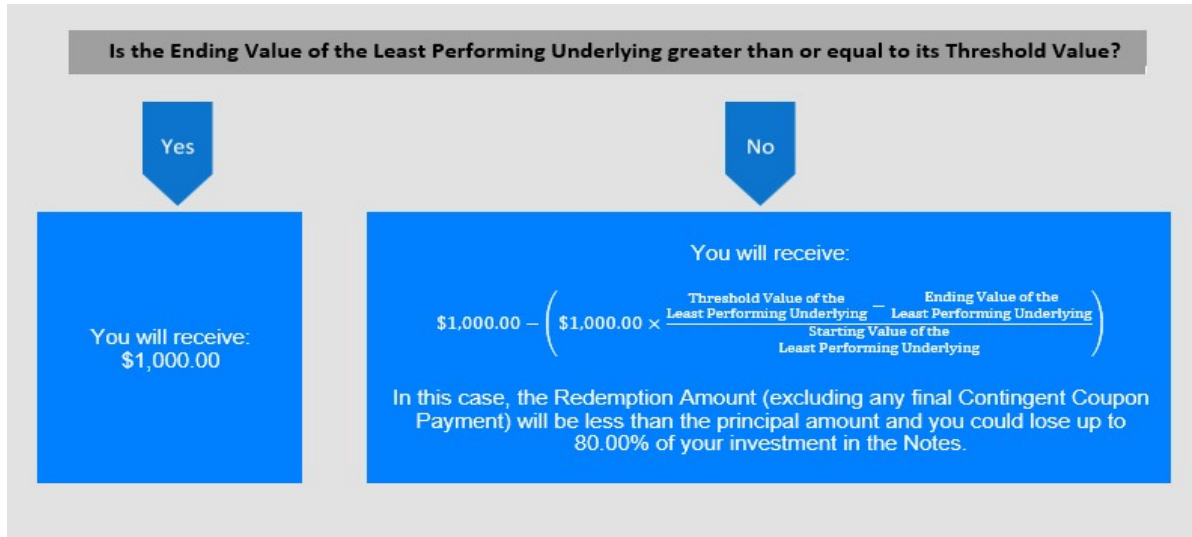 Is the Ending Value of the Least Performing Underlying greater than or equal to its Threshold Value?
Yes
No
You will receive:
$1,000.00
You will receive:
$1,000.00 − ( $1,000.00 × (Threshold Value of the Least Performing Underlying − Ending Value of the Least Performing Underlying) / Starting Value of the Least Performing Underlying )
In this case, the Redemption Amount (excluding any final Contingent Coupon
Payment) will be less than the principal amount and you could lose up to
80.00% of your investment in the Notes.